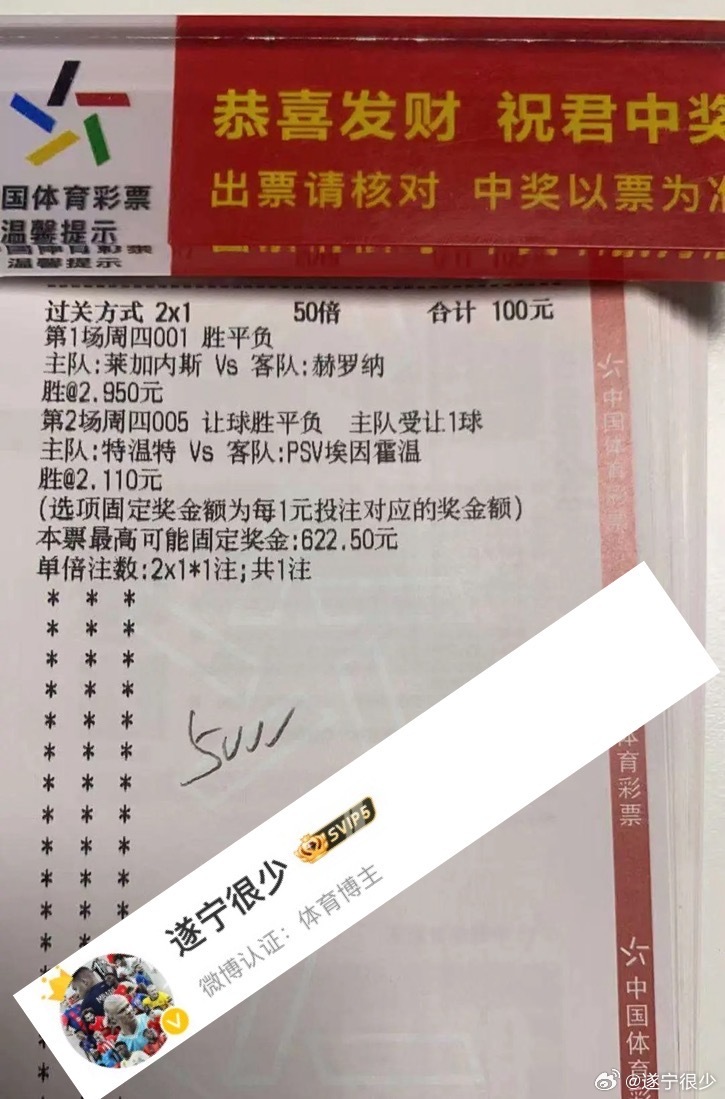 恭喜发财 祝君中奖
出票请核对 中奖以票为准
国体育彩票
温馨提示
温馨提示
过关方式 2x1 50倍 合计 100元
第1场周四001 胜平负
主队:莱加内斯 Vs 客队:赫罗纳
胜@2.950元
第2场周四005 让球胜平负 主队受让1球
主队:特温特 Vs 客队:PSV埃因霍温
胜@2.110元
(选项固定奖金额为每1元投注对应的奖金额)
本票最高可能固定奖金:622.50元
单倍注数:2x1*1注;共1注
* * *
* * *
* * *
* * *
* * *
* * *
* * *
* * *
* * *
* * *
* * *
* *
*
*
*
*
*
中国体育彩票
体育彩票
中国体育彩
遂宁很少 SVIP5
微博认证：体育博主
@遂宁很少